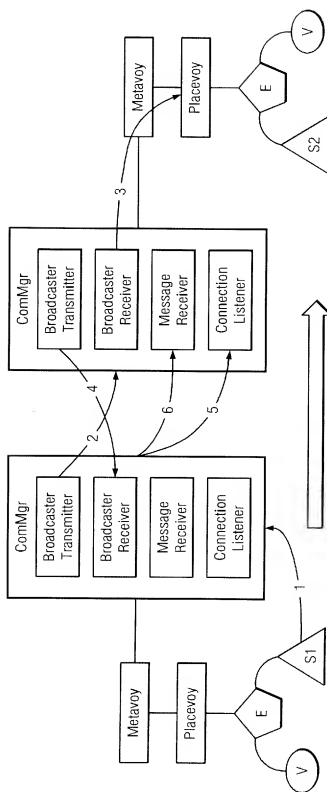 ComMgr
Broadcaster
Transmitter
Broadcaster
Receiver
Message
Receiver
Connection
Listener
Metavoy
Placevoy
E
V
S1
1
2
4
6
5
ComMgr
Broadcaster
Transmitter
Broadcaster
Receiver
Message
Receiver
Connection
Listener
3
Metavoy
Placevoy
E
V
S2